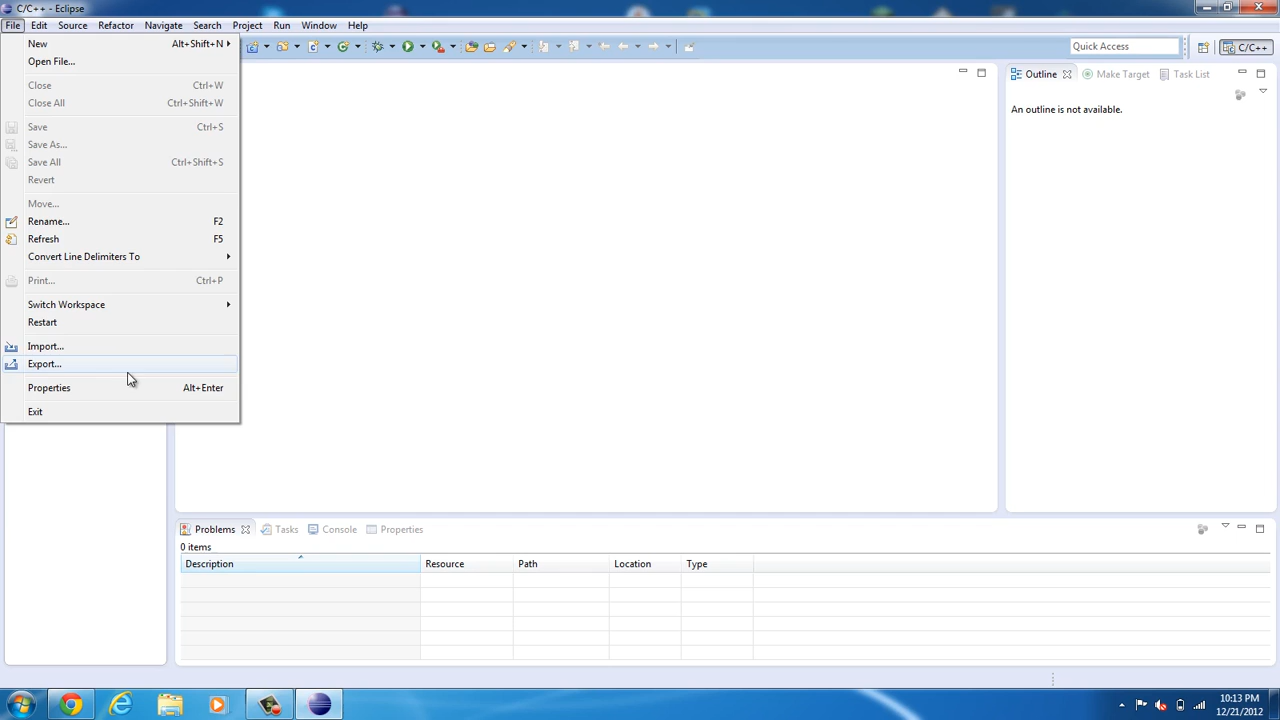 C/C++ - Eclipse
File Edit Source Refactor Navigate Search Project Run Window Help
New Alt+Shift+N
Open File...
Close Ctrl+W
Close All Ctrl+Shift+W
Save Ctrl+S
Save As...
Save All Ctrl+Shift+S
Revert
Move...
Rename... F2
Refresh F5
Convert Line Delimiters To
Print... Ctrl+P
Switch Workspace
Restart
Import...
Export...
Properties Alt+Enter
Exit
Quick Access C/C++
Outline Make Target Task List
An outline is not available.
Problems Tasks Console Properties
0 items
Description Resource Path Location Type
10:13 PM
12/21/2012